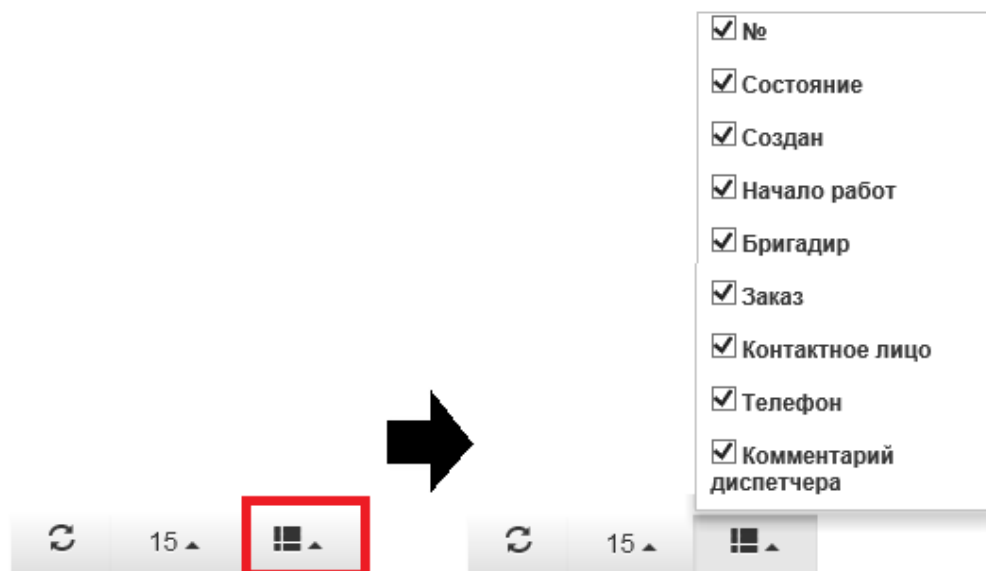 №
Состояние
Создан
Начало работ
Бригадир
Заказ
Контактное лицо
Телефон
Комментарий
диспетчера
15
15